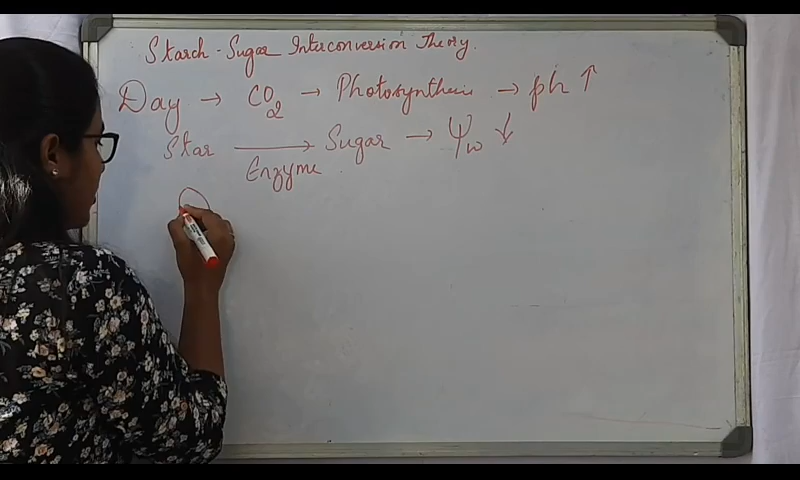 Starch - Sugar Interconversion Theory.
Day → CO2 → Photosynthesis → ph ↑
Star → Sugar → Ψw ↓
Enzyme